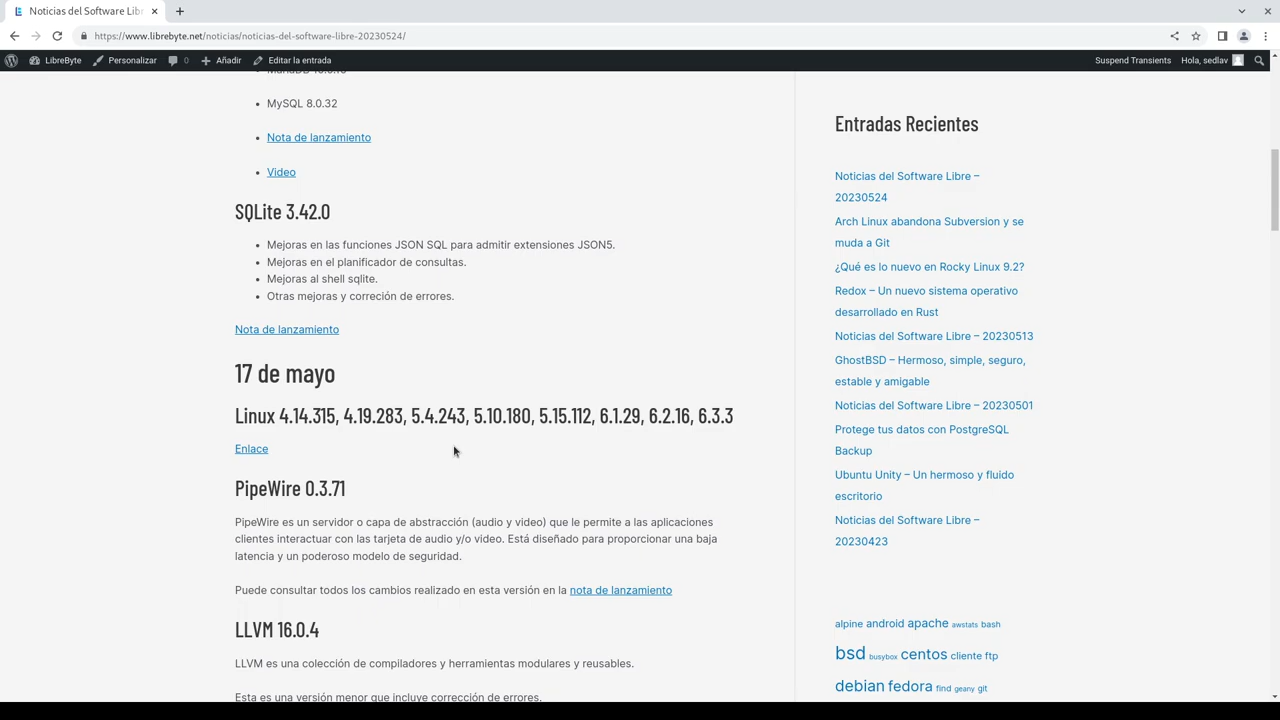 Noticias del Software Libr
https://www.librebyte.net/noticias/noticias-del-software-libre-20230524/
LibreByte Personalizar 0 Añadir Editar la entrada Suspend Transients Hola, sedlav
MySQL 8.0.32
Nota de lanzamiento
Video
SQLite 3.42.0
Mejoras en las funciones JSON SQL para admitir extensiones JSON5.
Mejoras en el planificador de consultas.
Mejoras al shell sqlite.
Otras mejoras y correción de errores.
Nota de lanzamiento
17 de mayo
Linux 4.14.315, 4.19.283, 5.4.243, 5.10.180, 5.15.112, 6.1.29, 6.2.16, 6.3.3
Enlace
PipeWire 0.3.71
PipeWire es un servidor o capa de abstracción (audio y video) que le permite a las aplicaciones
clientes interactuar con las tarjeta de audio y/o video. Está diseñado para proporcionar una baja
latencia y un poderoso modelo de seguridad.
Puede consultar todos los cambios realizado en esta versión en la nota de lanzamiento
LLVM 16.0.4
LLVM es una colección de compiladores y herramientas modulares y reusables.
Esta es una versión menor que incluye corrección de errores.
Entradas Recientes
Noticias del Software Libre –
20230524
Arch Linux abandona Subversion y se
muda a Git
¿Qué es lo nuevo en Rocky Linux 9.2?
Redox – Un nuevo sistema operativo
desarrollado en Rust
Noticias del Software Libre – 20230513
GhostBSD – Hermoso, simple, seguro,
estable y amigable
Noticias del Software Libre – 20230501
Protege tus datos con PostgreSQL
Backup
Ubuntu Unity – Un hermoso y fluido
escritorio
Noticias del Software Libre –
20230423
alpine android apache awstats bash
bsd busybox centos cliente ftp
debian fedora find geany git